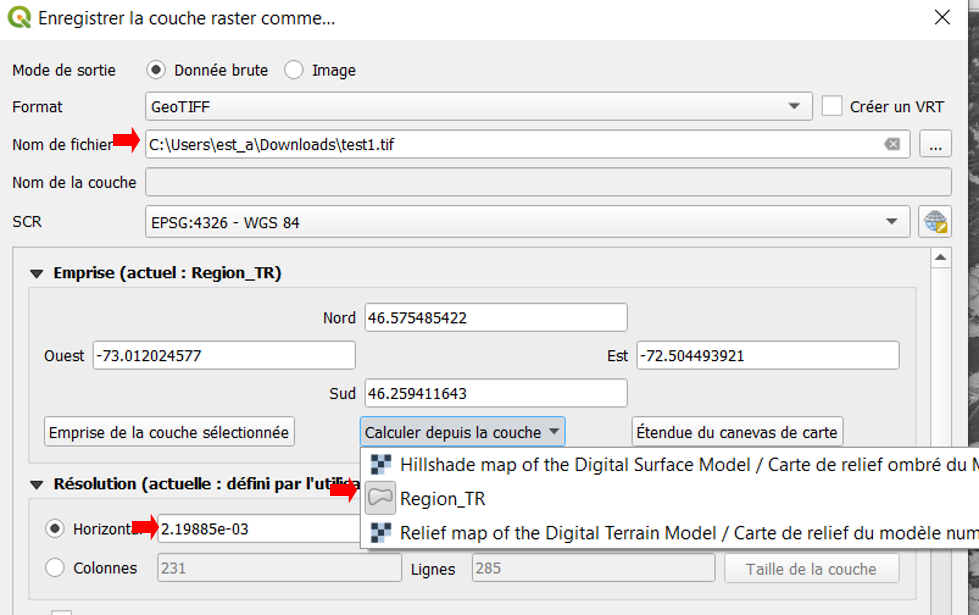 Enregistrer la couche raster comme...
Mode de sortie Donnée brute Image
Format GeoTIFF Créer un VRT
Nom de fichier C:\Users\est_a\Downloads\test1.tif ...
Nom de la couche
SCR EPSG:4326 - WGS 84
Emprise (actuel : Region_TR)
Nord 46.575485422
Ouest -73.012024577 Est -72.504493921
Sud 46.259411643
Emprise de la couche sélectionnée Calculer depuis la couche Étendue du canevas de carte
Hillshade map of the Digital Surface Model / Carte de relief ombré du M
Résolution (actuelle : défini par l'utilisa
Region_TR
Horizonta 2.19885e-03
Relief map of the Digital Terrain Model / Carte de relief du modèle num
Colonnes 231 Lignes 285 Taille de la couche